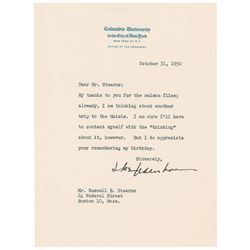 Columbia University
in the City of New York
NEW YORK 27, N.Y.
OFFICE OF THE PRESIDENT
October 31, 1950
Dear Mr. Stearns:
My thanks to you for the salmon flies;
already, I am thinking about another
trip to the Moisie. I am sure I'll have
to content myself with the "thinking"
about it, however. But I do appreciate
your remembering my birthday.
Sincerely,
Mr. Russell B. Stearns
24 Federal Street
Boston 10, Mass.